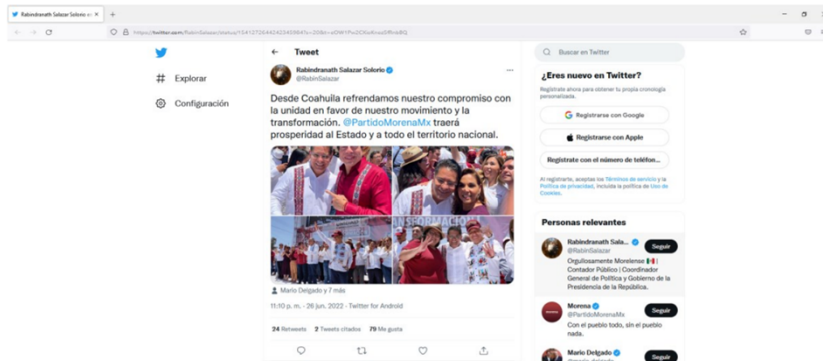 Rabindranath Salazar Solorio en
Tweet
Buscar en Twitter
Explorar
Configuración
Rabindranath Salazar Solorio
@RabinSalazar
Desde Coahuila refrendamos nuestro compromiso con
la unidad en favor de nuestro movimiento y la
transformación. @PartidoMorenaMx traerá
prosperidad al Estado y a todo el territorio nacional.
Mario Delgado y 7 más
11:10 p. m. · 26 jun. 2022 · Twitter for Android
24 Retweets 2 Tweets citados 79 Me gusta
¿Eres nuevo en Twitter?
Regístrate ahora para obtener tu propia cronología
personalizada.
Registrarse con Google
Registrarse con Apple
Regístrate con el número de teléfon...
Al registrarte, aceptas los Términos de servicio y la
Política de privacidad, incluida la política de Uso de
Cookies.
Personas relevantes
Rabindranath Sala...
@RabinSalazar
Seguir
Orgullosamente Morelense
Contador Público | Coordinador
General de Política y Gobierno de la
Presidencia de la República.
Morena
@PartidoMorenaMx
Seguir
Con el pueblo todo, sin el pueblo
nada.
Mario Delgado
Seguir